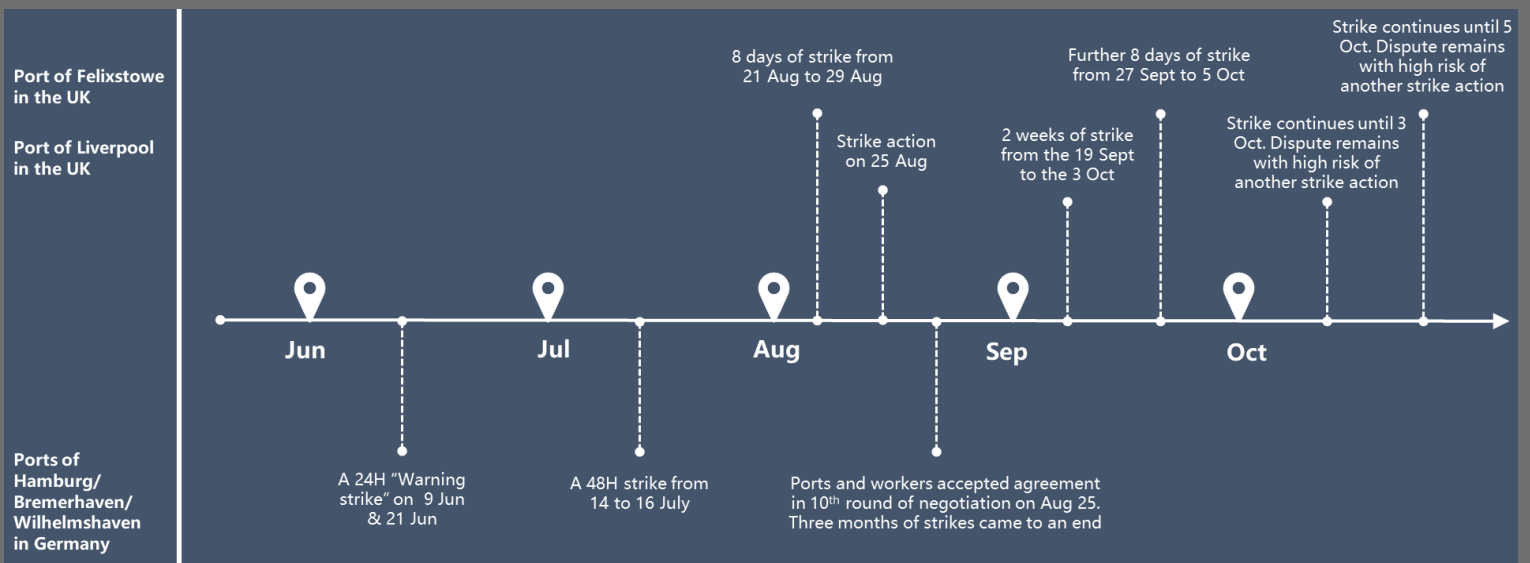 Port of Felixstowe
in the UK
Port of Liverpool
in the UK
8 days of strike from
21 Aug to 29 Aug
Strike action
on 25 Aug
2 weeks of strike
from the 19 Sept
to the 3 Oct
Further 8 days of strike
from 27 Sept to 5 Oct
Strike continues until 3
Oct. Dispute remains
with high risk of
another strike action
Strike continues until 5
Oct. Dispute remains
with high risk of
another strike action
Jun
Jul
Aug
Sep
Oct
Ports of
Hamburg/
Bremerhaven/
Wilhelmshaven
in Germany
A 24H “Warning
strike” on 9 Jun
& 21 Jun
A 48H strike from
14 to 16 July
Ports and workers accepted agreement
in 10th round of negotiation on Aug 25.
Three months of strikes came to an end